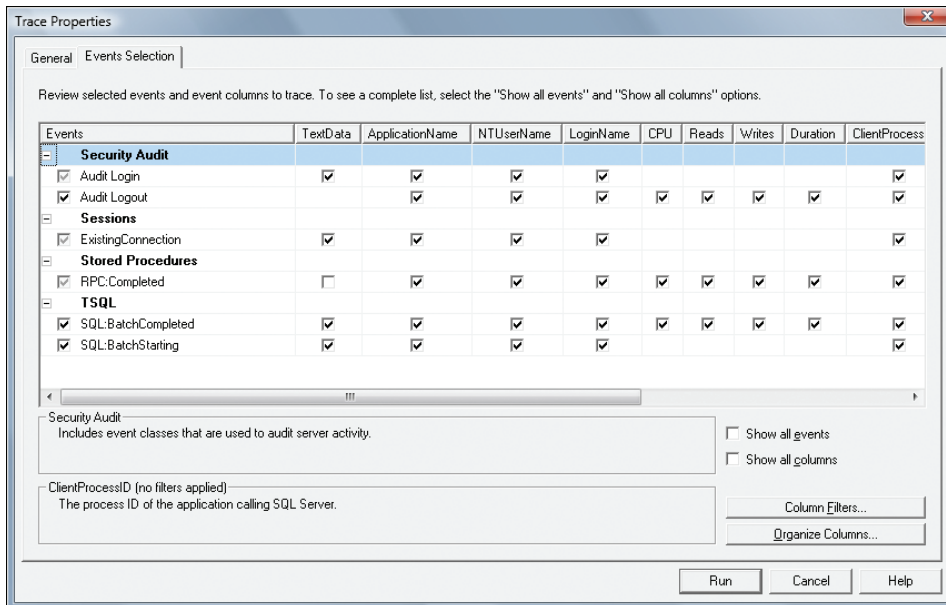 Trace Properties
General Events Selection
Review selected events and event columns to trace. To see a complete list, select the "Show all events" and "Show all columns" options.
Events TextData ApplicationName NTUserName LoginName CPU Reads Writes Duration ClientProcess
Security Audit
Audit Login
Audit Logout
Sessions
ExistingConnection
Stored Procedures
RPC:Completed
TSQL
SQL:BatchCompleted
SQL:BatchStarting
Security Audit
Includes event classes that are used to audit server activity.
Show all events
Show all columns
ClientProcessID (no filters applied)
The process ID of the application calling SQL Server.
Column Filters...
Organize Columns...
Run Cancel Help